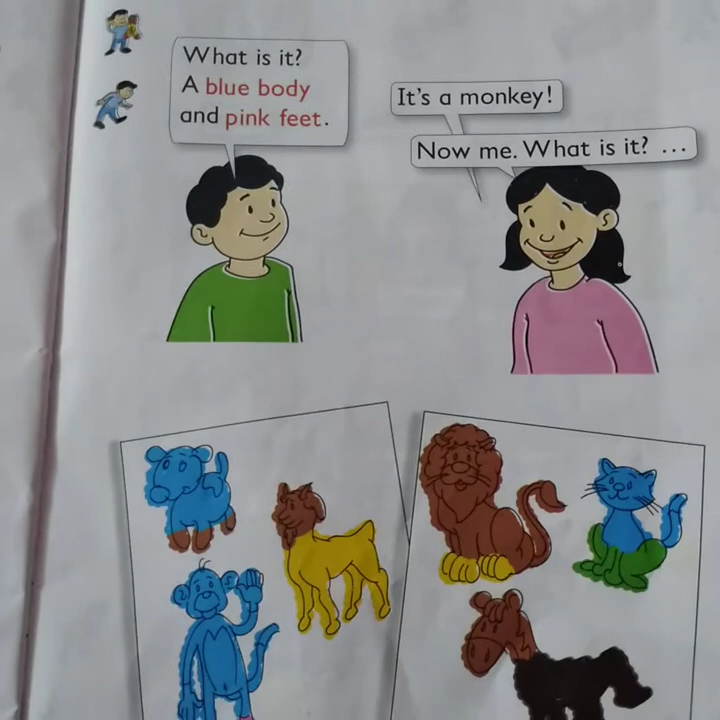 What is it?
A blue body
and pink feet.
It's a monkey!
Now me. What is it? ...